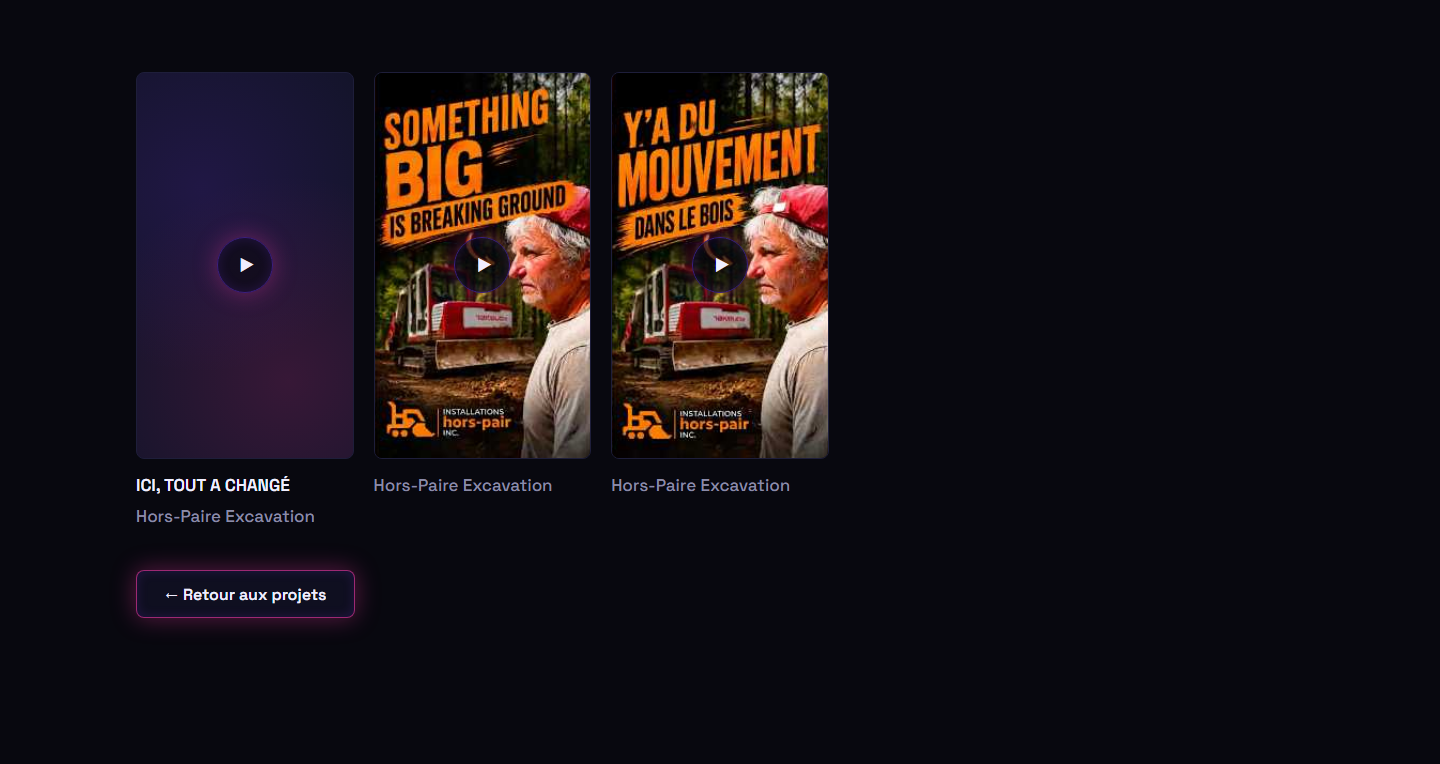 SOMETHING
BIG
IS BREAKING GROUND
INSTALLATIONS
hors-pair
INC.
Y'A DU
MOUVEMENT
DANS LE BOIS
INSTALLATIONS
hors-pair
INC.
ICI, TOUT A CHANGÉ
Hors-Paire Excavation
Hors-Paire Excavation
Hors-Paire Excavation
← Retour aux projets